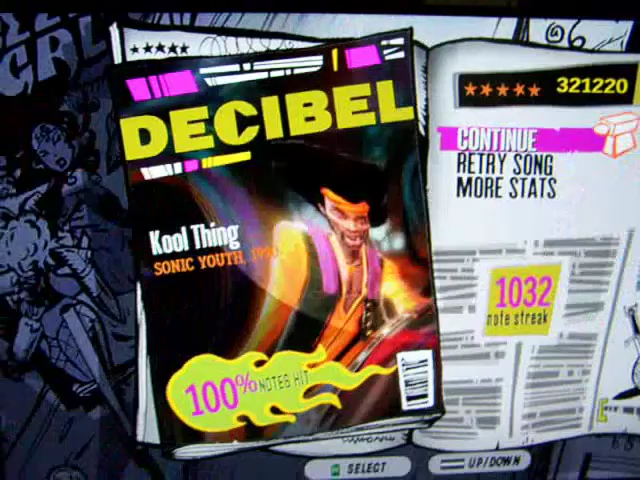 DECIBEL
Kool Thing
SONIC YOUTH,
100% NOTES HIT
321220
CONTINUE
RETRY SONG
MORE STATS
1032
note streak
SELECT
UP/DOWN